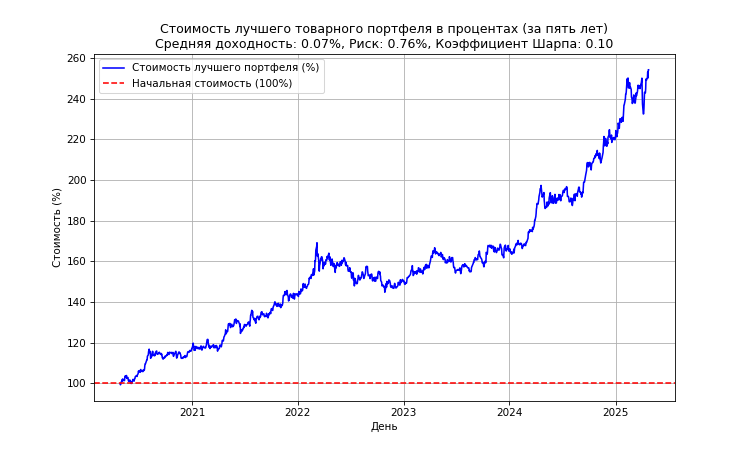 Стоимость лучшего товарного портфеля в процентах (за пять лет)
Средняя доходность: 0.07%, Риск: 0.76%, Коэффициент Шарпа: 0.10
Стоимость лучшего портфеля (%)
Начальная стоимость (100%)
Стоимость (%)
260
240
220
200
180
160
140
120
100
2021 2022 2023 2024 2025
День